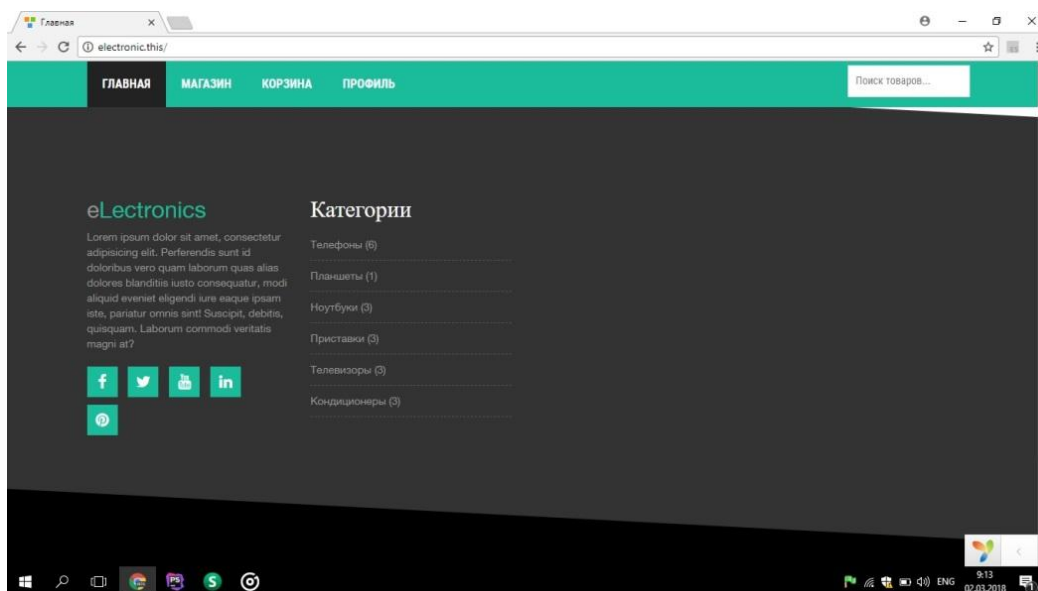 Главная
electronic.this/
ГЛАВНАЯ МАГАЗИН КОРЗИНА ПРОФИЛЬ Поиск товаров...
eLectronics
Lorem ipsum dolor sit amet, consectetur
adipisicing elit. Perferendis sunt id
doloribus vero quam laborum quas alias
dolores blanditiis iusto consequatur, modi
aliquid eveniet eligendi iure eaque ipsam
iste, pariatur omnis sint! Suscipit, debitis,
quisquam. Laborum commodi veritatis
magni at?
Категории
Телефоны (6)
Планшеты (1)
Ноутбуки (3)
Приставки (3)
Телевизоры (3)
Кондиционеры (3)
ENG
9:13
02.03.2018